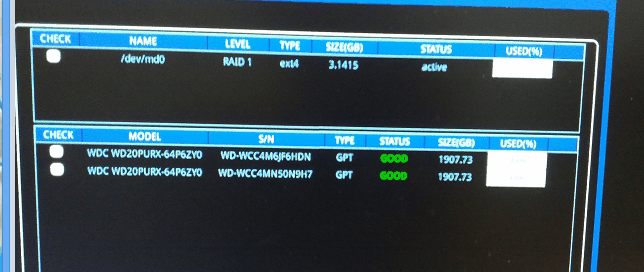 CHECK NAME LEVEL TYPE SIZE(GB) STATUS USED(%)
/dev/md0 RAID 1 ext4 3.1415 active
CHECK MODEL S/N TYPE STATUS SIZE(GB) USED(%)
WDC WD20PURX-64P6ZY0 WD-WCC4M6JF6HDN GPT GOOD 1907.73
WDC WD20PURX-64P6ZY0 WD-WCC4MN50N9H7 GPT GOOD 1907.73